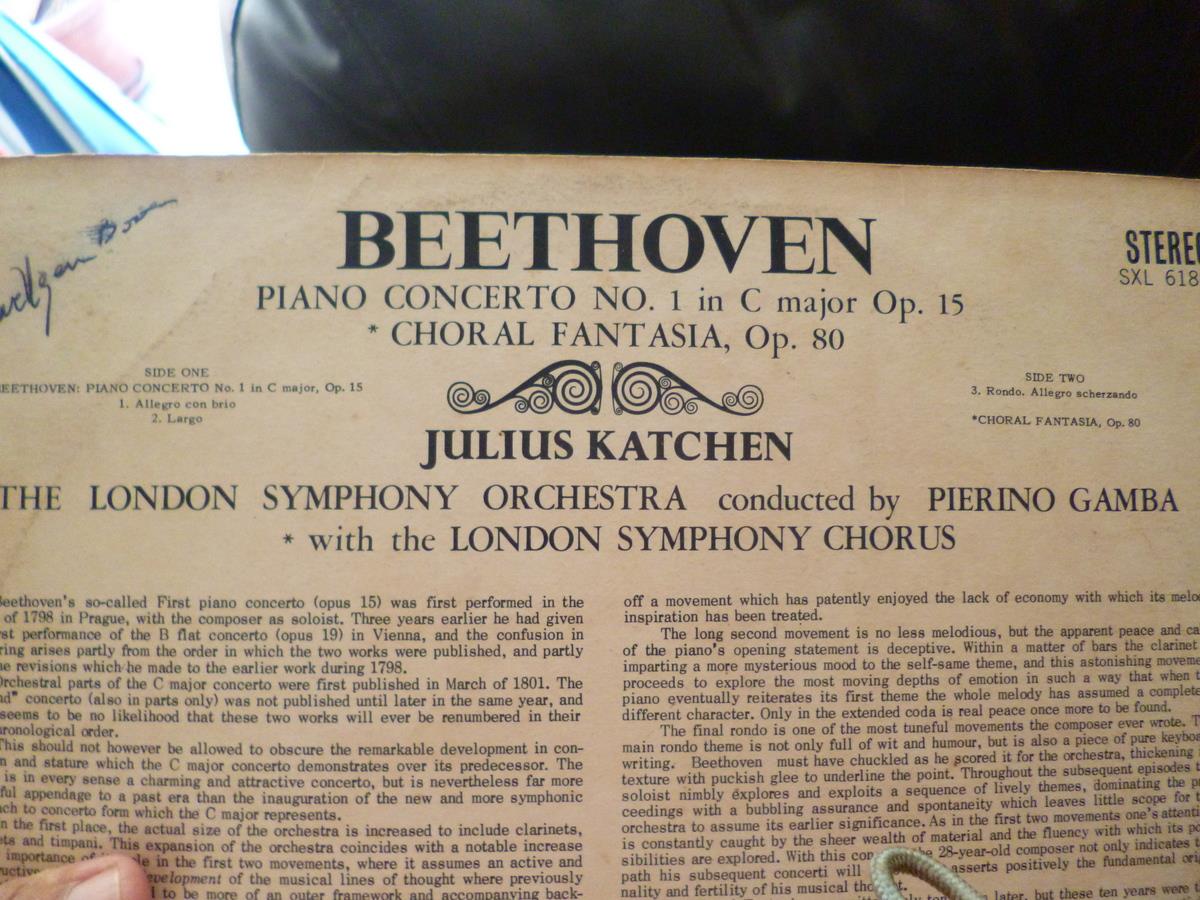 BEETHOVEN
STEREO
SXL 618
PIANO CONCERTO NO. 1 in C major Op. 15
* CHORAL FANTASIA, Op. 80
SIDE ONE
EETHOVEN: PIANO CONCERTO No. 1 in C major, Op. 15
1. Allegro con brio
2. Largo
SIDE TWO
3. Rondo. Allegro scherzando
*CHORAL FANTASIA, Op. 80
JULIUS KATCHEN
THE LONDON SYMPHONY ORCHESTRA conducted by PIERINO GAMBA
* with the LONDON SYMPHONY CHORUS
Beethoven's so-called First piano concerto (opus 15) was first performed in the
of 1798 in Prague, with the composer as soloist. Three years earlier he had given
performance of the B flat concerto (opus 19) in Vienna, and the confusion in
arises partly from the order in which the two works were published, and partly
revisions which he made to the earlier work during 1798.
Orchestral parts of the C major concerto were first published in March of 1801. The
concerto (also in parts only) was not published until later in the same year, and
seems to be no likelihood that these two works will ever be renumbered in their
order.
This should not however be allowed to obscure the remarkable development in con-
and stature which the C major concerto demonstrates over its predecessor. The
is in every sense a charming and attractive concerto, but is nevertheless far more
appendage to a past era than the inauguration of the new and more symphonic
to concerto form which the C major represents.
the first place, the actual size of the orchestra is increased to include clarinets,
and timpani. This expansion of the orchestra coincides with a notable increase
importance in the first two movements, where it assumes an active and
development of the musical lines of thought where previously
to be more of an outer framework and accompanying back-
off a movement which has patently enjoyed the lack of economy with which its
inspiration has been treated.
The long second movement is no less melodious, but the apparent peace and
of the piano's opening statement is deceptive. Within a matter of bars the clarinet
imparting a more mysterious mood to the self-same theme, and this astonishing
proceeds to explore the most moving depths of emotion in such a way that when
piano eventually reiterates its first theme the whole melody has assumed a
different character. Only in the extended coda is real peace once more to be found.
The final rondo is one of the most tuneful movements the composer ever wrote.
main rondo theme is not only full of wit and humour, but is also a piece of pure
writing. Beethoven must have chuckled as he scored it for the orchestra, thickening
texture with puckish glee to underline the point. Throughout the subsequent episodes
soloist nimbly explores and exploits a sequence of lively themes, dominating the
ceedings with a bubbling assurance and spontaneity which leaves little scope for
orchestra to assume its earlier significance. As in the first two movements one's
is constantly caught by the sheer wealth of material and the fluency with which its
sibilities are explored. With this 28-year-old composer not only indicates
path his subsequent concerti will asserts positively the fundamental
nality and fertility of his musical
later, but these ten years were